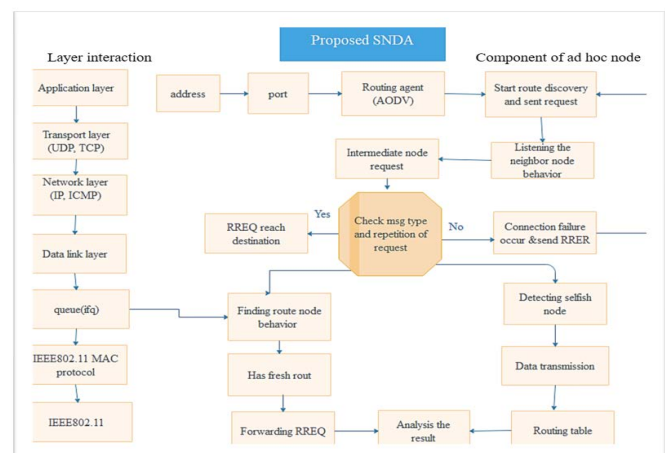 Proposed SNDA
Layer interaction
Component of ad hoc node
Application layer
address
port
Routing agent
(AODV)
Start route discovery
and sent request
Transport layer
(UDP, TCP)
Intermediate node
request
Listening the
neighbor node
behavior
Network layer
(IP, ICMP)
Yes
RREQ reach
destination
Check msg type
and repetition of
request
No
Connection failure
occur &send RRER
Data link layer
queue(ifq)
Finding route node
behavior
Detecting selfish
node
IEEE802.11 MAC
protocol
Has fresh rout
Data transmission
IEEE802.11
Forwarding RREQ
Analysis the
result
Routing table